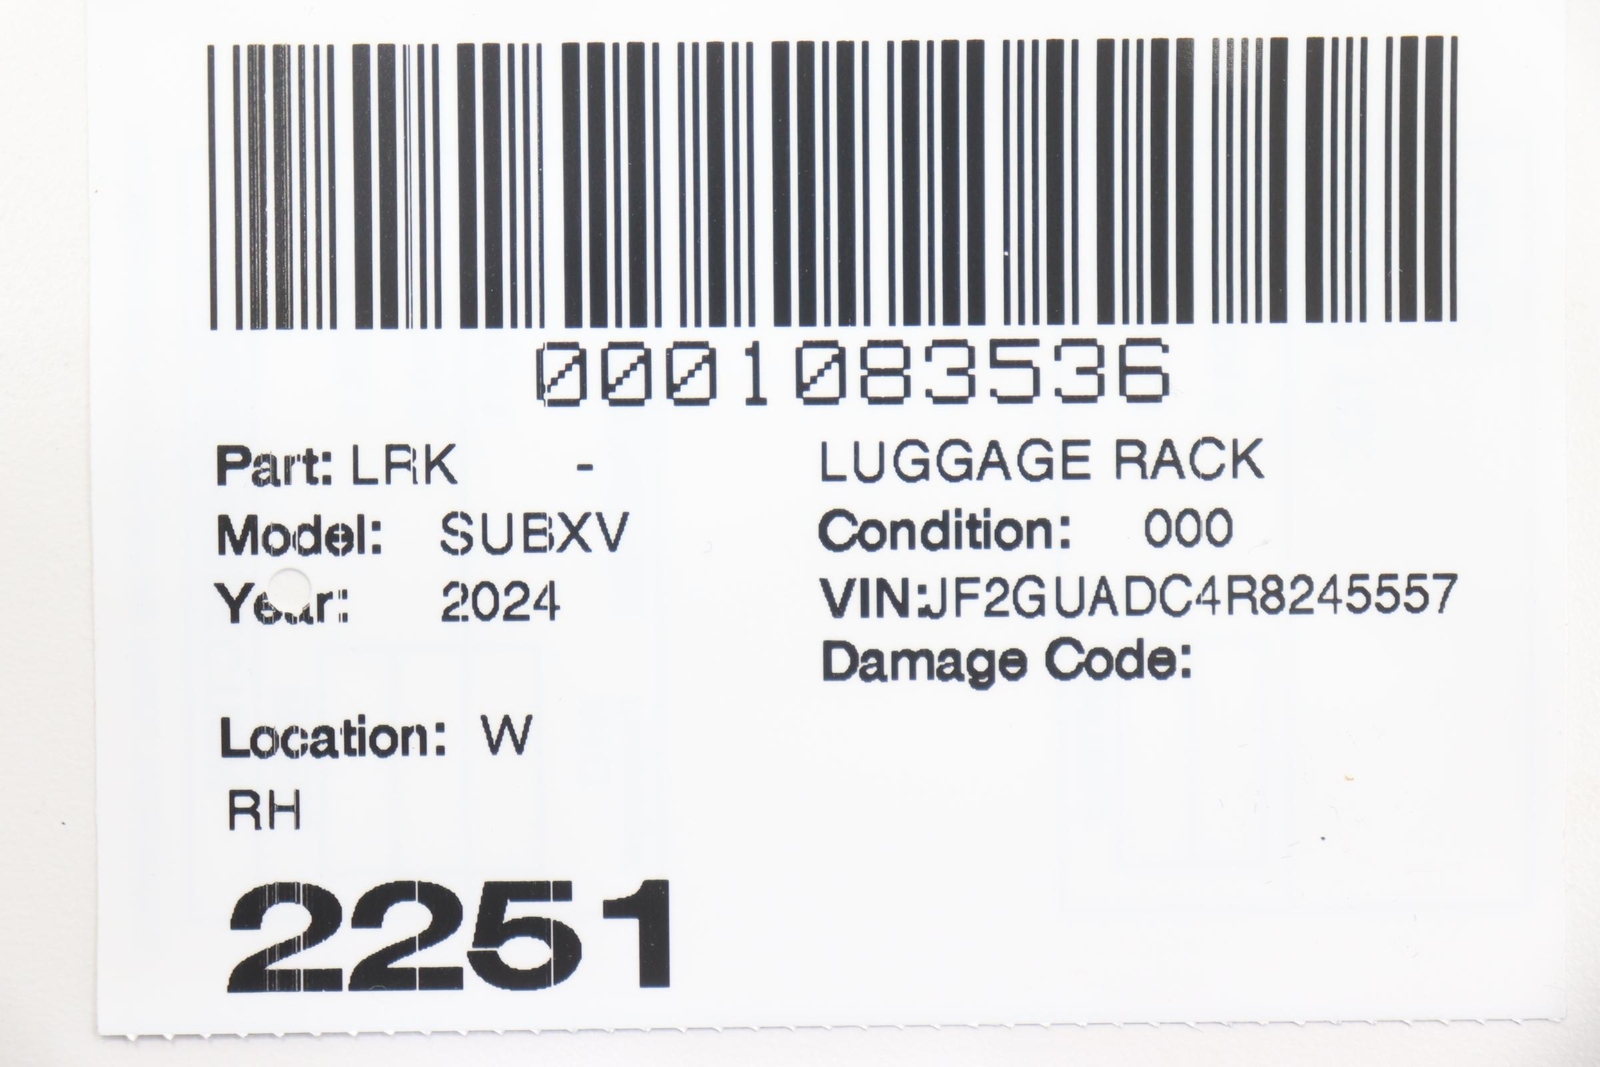 0001083536
Part: LRK - LUGGAGE RACK
Model: SUBXV Condition: 000
Year: 2024 VIN:JF2GUADC4R8245557
Damage Code:
Location: W
RH
2251